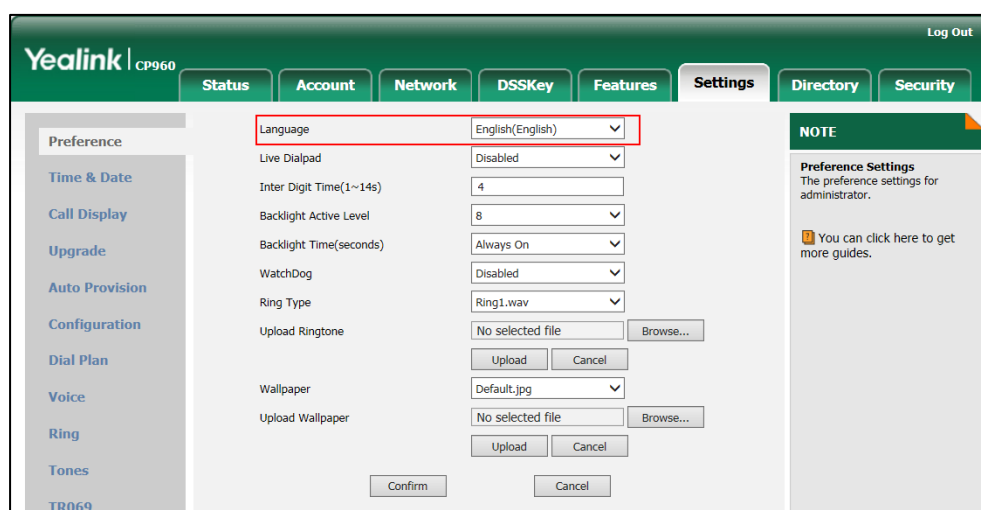 Log Out
Yealink | CP960
Status Account Network DSSKey Features Settings Directory Security
Preference
Time & Date
Call Display
Upgrade
Auto Provision
Configuration
Dial Plan
Voice
Ring
Tones
TR069
Language English(English)
Live Dialpad Disabled
Inter Digit Time(1~14s) 4
Backlight Active Level 8
Backlight Time(seconds) Always On
WatchDog Disabled
Ring Type Ring1.wav
Upload Ringtone No selected file Browse...
Upload Cancel
Wallpaper Default.jpg
Upload Wallpaper No selected file Browse...
Upload Cancel
Confirm Cancel
NOTE
Preference Settings
The preference settings for
administrator.
You can click here to get
more guides.